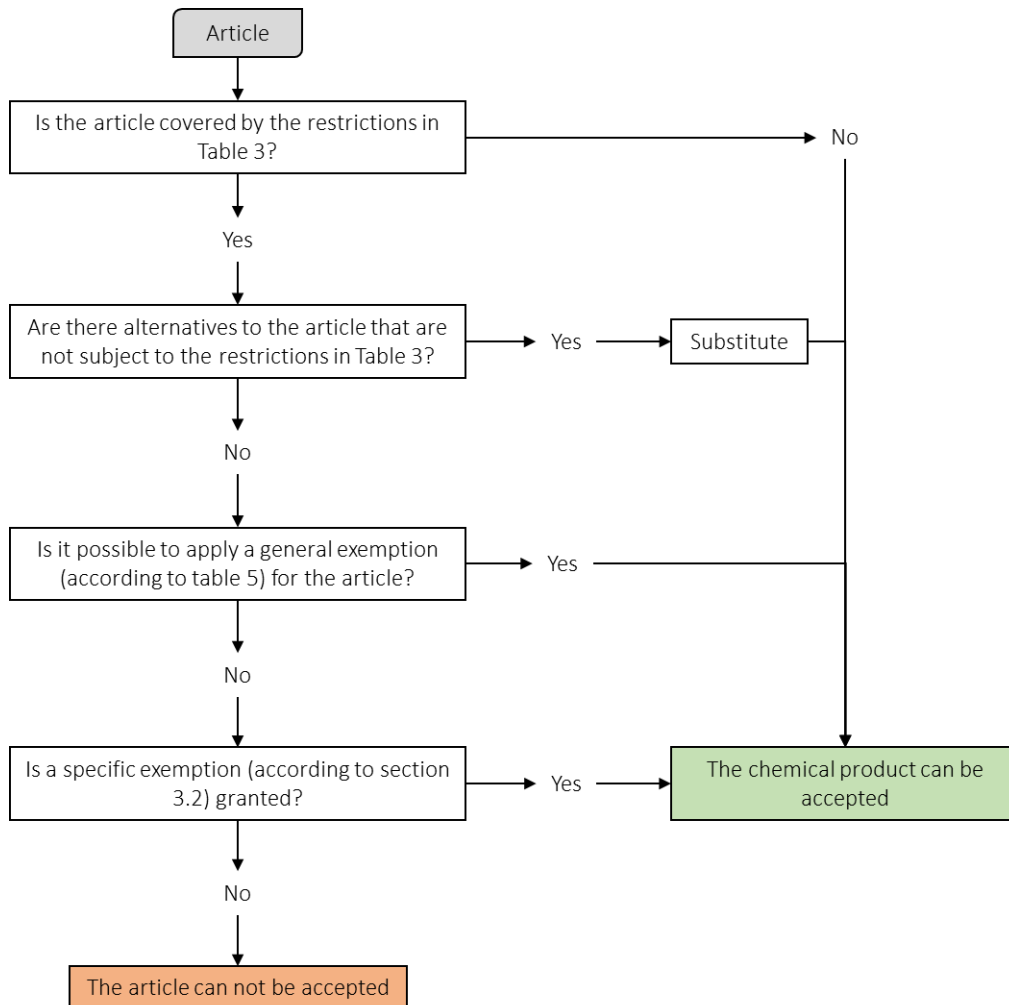 Article
Is the article covered by the restrictions in
Table 3?
No
Yes
Are there alternatives to the article that are
not subject to the restrictions in Table 3?
Yes
Substitute
No
Is it possible to apply a general exemption
(according to table 5) for the article?
Yes
No
Is a specific exemption (according to section
3.2) granted?
Yes
The chemical product can be
accepted
No
The article can not be accepted